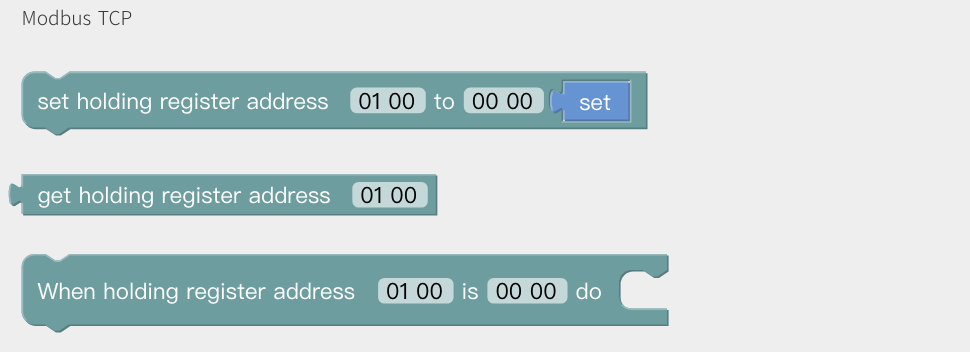 Modbus TCP
set holding register address 01 00 to 00 00 set
get holding register address 01 00
When holding register address 01 00 is 00 00 do